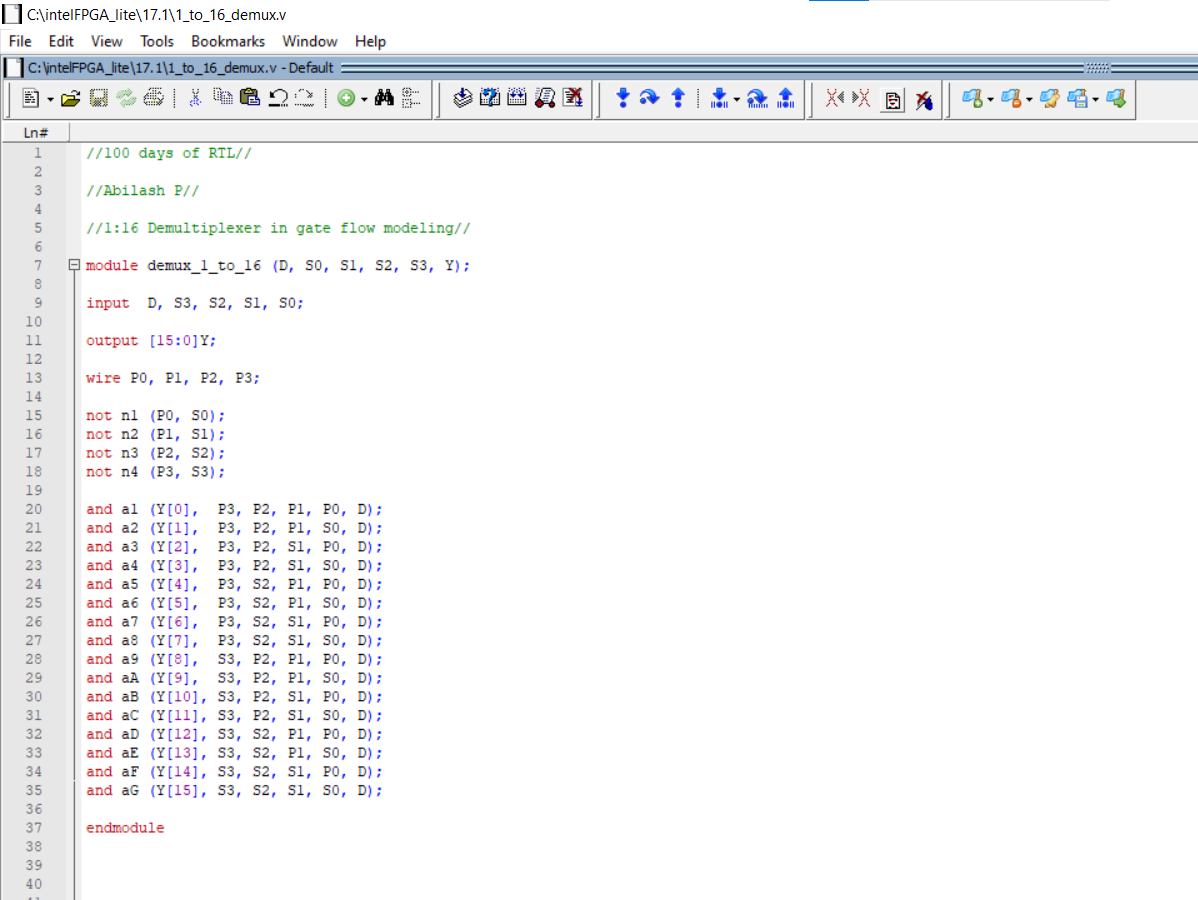 C:\intelFPGA_lite\17.1\1_to_16_demux.v
File Edit View Tools Bookmarks Window Help
C:\intelFPGA_lite\17.1\1_to_16_demux.v - Default
Ln#
1 //100 days of RTL//
2
3 //Abilash P//
4
5 //1:16 Demultiplexer in gate flow modeling//
6
7 module demux_1_to_16 (D, S0, S1, S2, S3, Y);
8
9 input  D, S3, S2, S1, S0;
10
11 output [15:0]Y;
12
13 wire P0, P1, P2, P3;
14
15 not n1 (P0, S0);
16 not n2 (P1, S1);
17 not n3 (P2, S2);
18 not n4 (P3, S3);
19
20 and a1 (Y[0],  P3, P2, P1, P0, D);
21 and a2 (Y[1],  P3, P2, P1, S0, D);
22 and a3 (Y[2],  P3, P2, S1, P0, D);
23 and a4 (Y[3],  P3, P2, S1, S0, D);
24 and a5 (Y[4],  P3, S2, P1, P0, D);
25 and a6 (Y[5],  P3, S2, P1, S0, D);
26 and a7 (Y[6],  P3, S2, S1, P0, D);
27 and a8 (Y[7],  P3, S2, S1, S0, D);
28 and a9 (Y[8],  S3, P2, P1, P0, D);
29 and aA (Y[9],  S3, P2, P1, S0, D);
30 and aB (Y[10], S3, P2, S1, P0, D);
31 and aC (Y[11], S3, P2, S1, S0, D);
32 and aD (Y[12], S3, S2, P1, P0, D);
33 and aE (Y[13], S3, S2, P1, S0, D);
34 and aF (Y[14], S3, S2, S1, P0, D);
35 and aG (Y[15], S3, S2, S1, S0, D);
36
37 endmodule
38
39
40